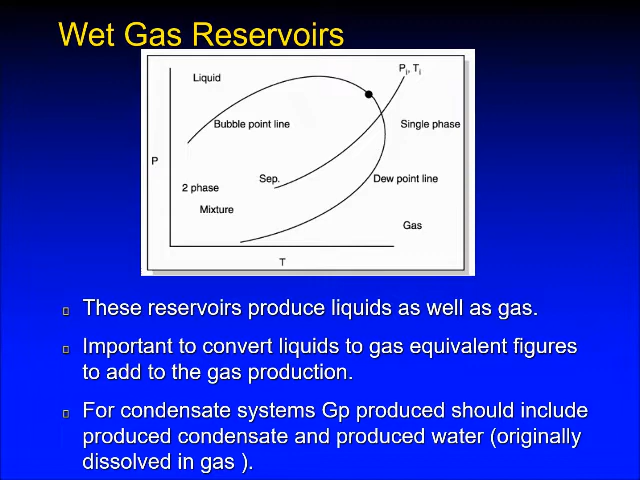 Wet Gas Reservoirs
Liquid
Pi, Ti
Bubble point line
Single phase
P
Sep.
Dew point line
2 phase
Mixture
Gas
T
These reservoirs produce liquids as well as gas.
Important to convert liquids to gas equivalent figures
to add to the gas production.
For condensate systems Gp produced should include
produced condensate and produced water (originally
dissolved in gas ).